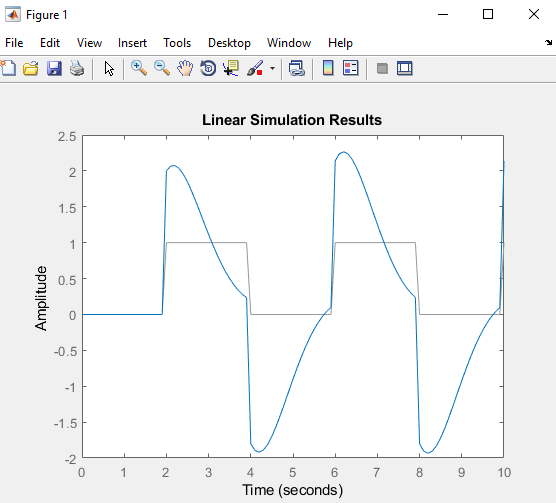 Figure 1
File Edit View Insert Tools Desktop Window Help
Linear Simulation Results
2.5
2
1.5
1
0.5
0
-0.5
-1
-1.5
-2
Amplitude
0 1 2 3 4 5 6 7 8 9 10
Time (seconds)